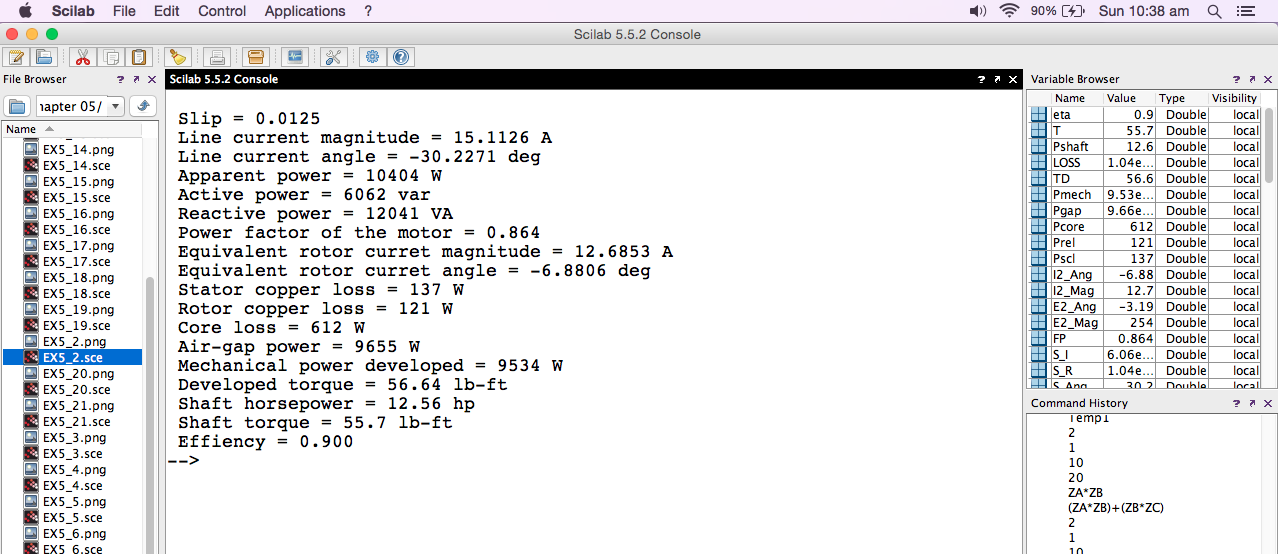 Scilab File Edit Control Applications ? 90% Sun 10:38 am
Scilab 5.5.2 Console
File Browser ? Scilab 5.5.2 Console ? Variable Browser ?
hapter 05/
Name
EX5_14.png
EX5_14.sce
EX5_15.png
EX5_15.sce
EX5_16.png
EX5_16.sce
EX5_17.png
EX5_17.sce
EX5_18.png
EX5_18.sce
EX5_19.png
EX5_19.sce
EX5_2.png
EX5_2.sce
EX5_20.png
EX5_20.sce
EX5_21.png
EX5_21.sce
EX5_3.png
EX5_3.sce
EX5_4.png
EX5_4.sce
EX5_5.png
EX5_5.sce
EX5_6.png
EX5_6.sce
Slip = 0.0125
Line current magnitude = 15.1126 A
Line current angle = -30.2271 deg
Apparent power = 10404 W
Active power = 6062 var
Reactive power = 12041 VA
Power factor of the motor = 0.864
Equivalent rotor curret magnitude = 12.6853 A
Equivalent rotor curret angle = -6.8806 deg
Stator copper loss = 137 W
Rotor copper loss = 121 W
Core loss = 612 W
Air-gap power = 9655 W
Mechanical power developed = 9534 W
Developed torque = 56.64 lb-ft
Shaft horsepower = 12.56 hp
Shaft torque = 55.7 lb-ft
Effiency = 0.900
-->
Name Value Type Visibility
eta 0.9 Double local
T 55.7 Double local
Pshaft 12.6 Double local
LOSS 1.04e... Double local
TD 56.6 Double local
Pmech 9.53e... Double local
Pgap 9.66e... Double local
Pcore 612 Double local
Prel 121 Double local
Pscl 137 Double local
I2_Ang -6.88 Double local
I2_Mag 12.7 Double local
E2_Ang -3.19 Double local
E2_Mag 254 Double local
FP 0.864 Double local
S_I 6.06e... Double local
S_R 1.04e... Double local
S_Ang 30.2 Double local
Command History ?
Temp1
2
1
10
20
ZA*ZB
(ZA*ZB)+(ZB*ZC)
2
1
10